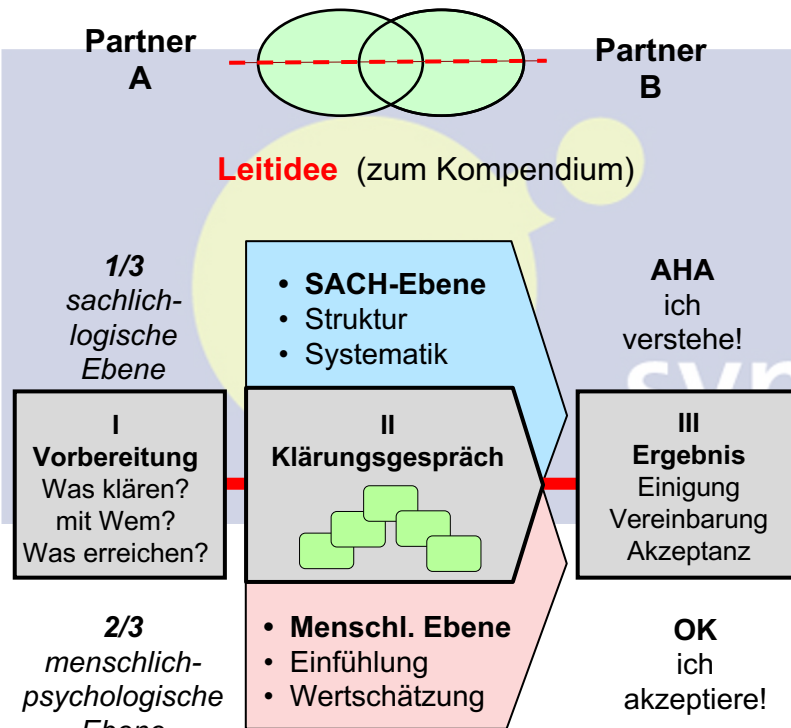 Partner
A
Partner
B
Leitidee (zum Kompendium)
1/3
sachlich-
logische
Ebene
• SACH-Ebene
• Struktur
• Systematik
AHA
ich
verstehe!
I
Vorbereitung
Was klären?
mit Wem?
Was erreichen?
II
Klärungsgespräch
III
Ergebnis
Einigung
Vereinbarung
Akzeptanz
2/3
menschlich-
psychologische
Ebene
• Menschl. Ebene
• Einfühlung
• Wertschätzung
OK
ich
akzeptiere!